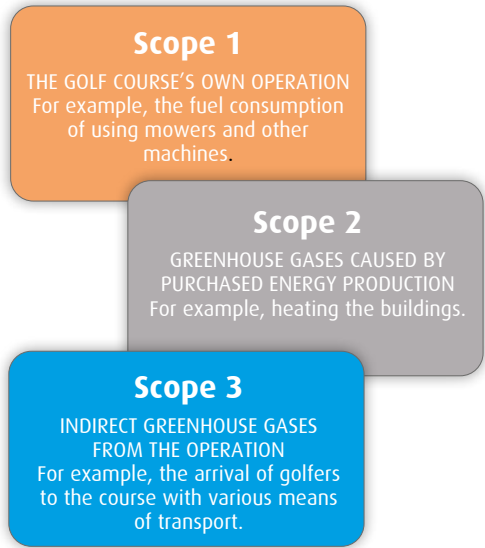 Scope 1
THE GOLF COURSE'S OWN OPERATION
For example, the fuel consumption
of using mowers and other
machines.
Scope 2
GREENHOUSE GASES CAUSED BY
PURCHASED ENERGY PRODUCTION
For example, heating the buildings.
Scope 3
INDIRECT GREENHOUSE GASES
FROM THE OPERATION
For example, the arrival of golfers
to the course with various means
of transport.